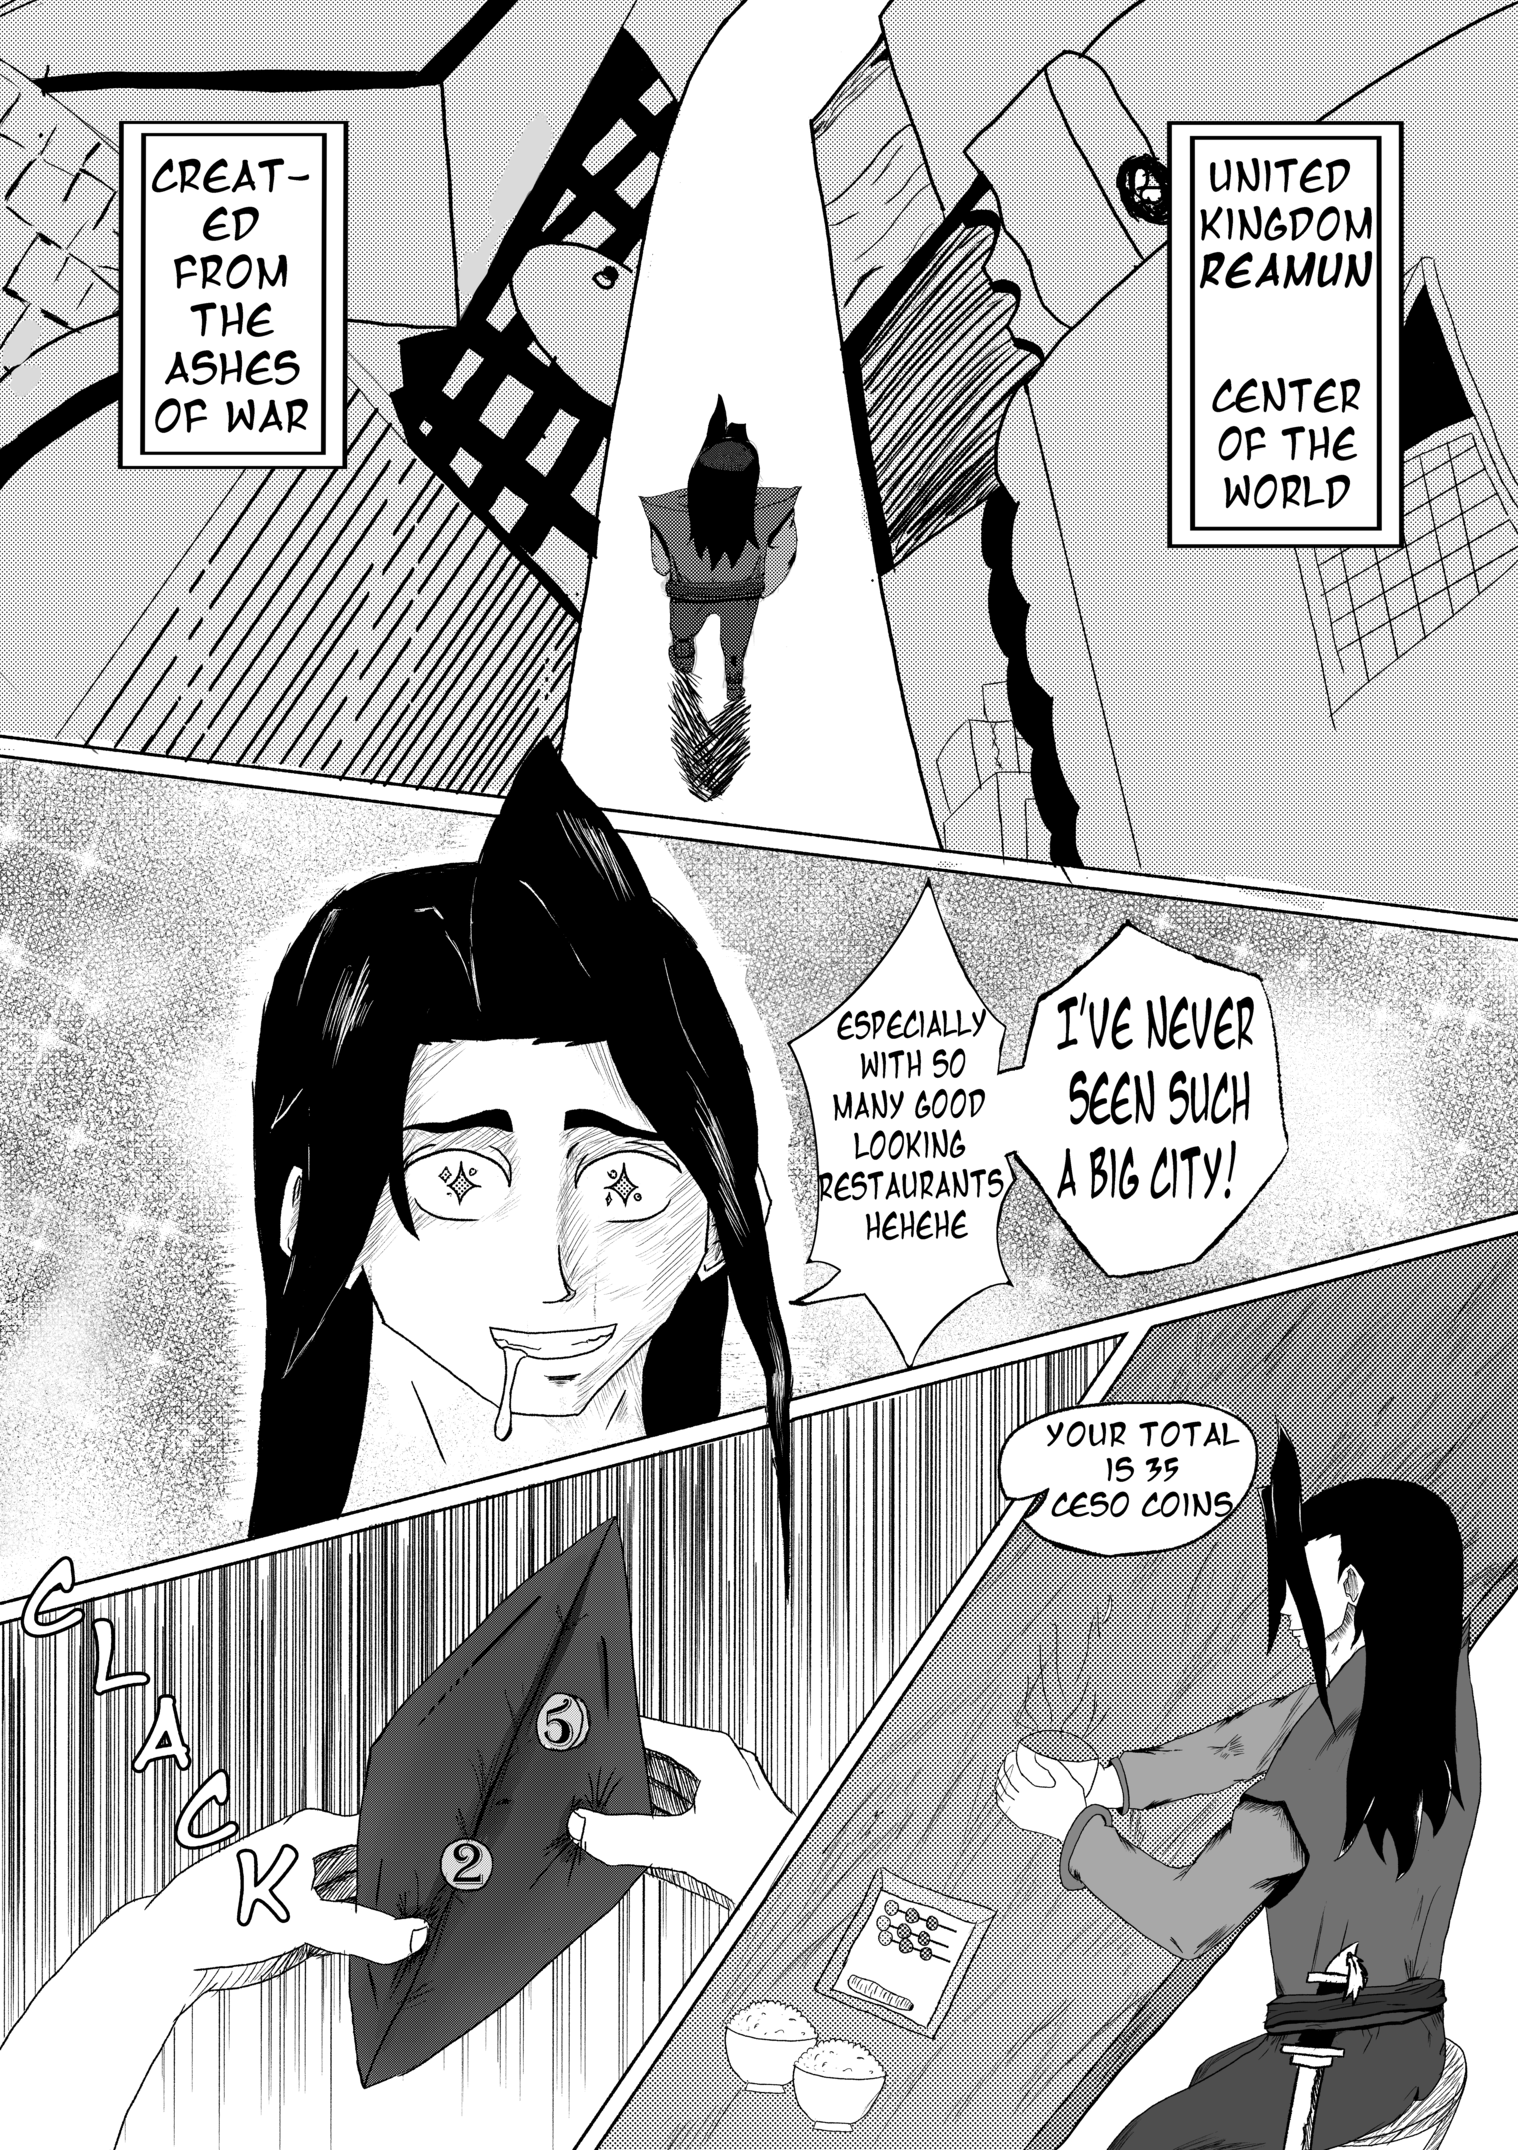 UNITED
KINGDOM
REAMUN
CENTER
OF THE
WORLD
CREAT-
ED
FROM
THE
ASHES
OF WAR
I'VE NEVER
SEEN SUCH
A BIG CITY!
ESPECIALLY
WITH SO
MANY GOOD
LOOKING
RESTAURANTS
HEHEHE
YOUR TOTAL
IS 35
CESO COINS
CLACK
5
2